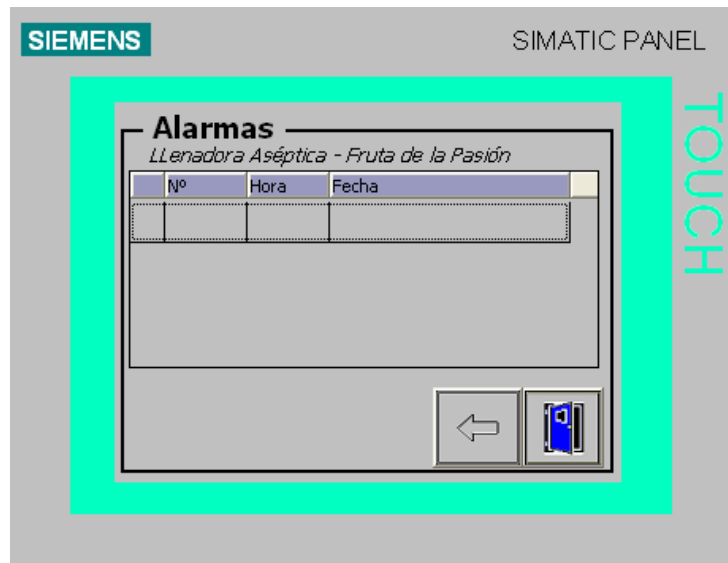 SIEMENS
SIMATIC PANEL
TOUCH
Alarmas
LLenadora Aséptica - Fruta de la Pasión
Nº Hora Fecha